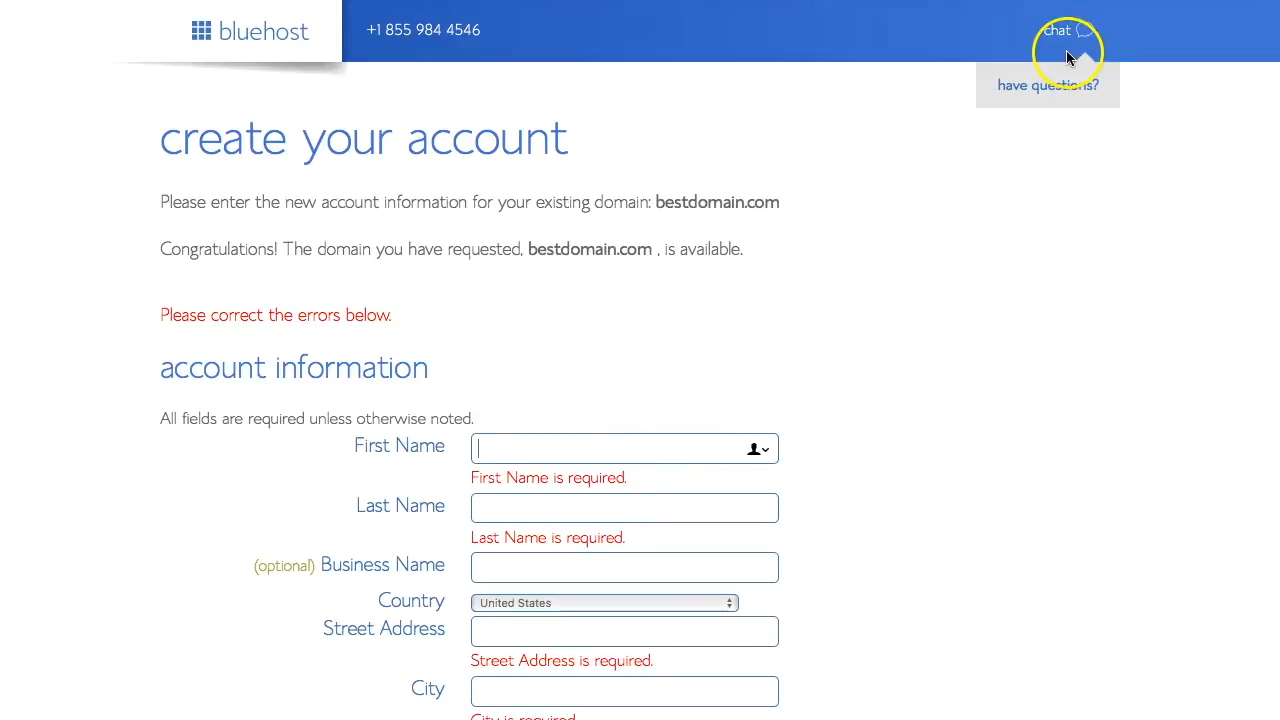 bluehost
+1 855 984 4546
chat
have questions?
create your account
Please enter the new account information for your existing domain: bestdomain.com
Congratulations! The domain you have requested, bestdomain.com , is available.
Please correct the errors below.
account information
All fields are required unless otherwise noted.
First Name
First Name is required.
Last Name
Last Name is required.
(optional) Business Name
Country United States
Street Address
Street Address is required.
City
City is required.